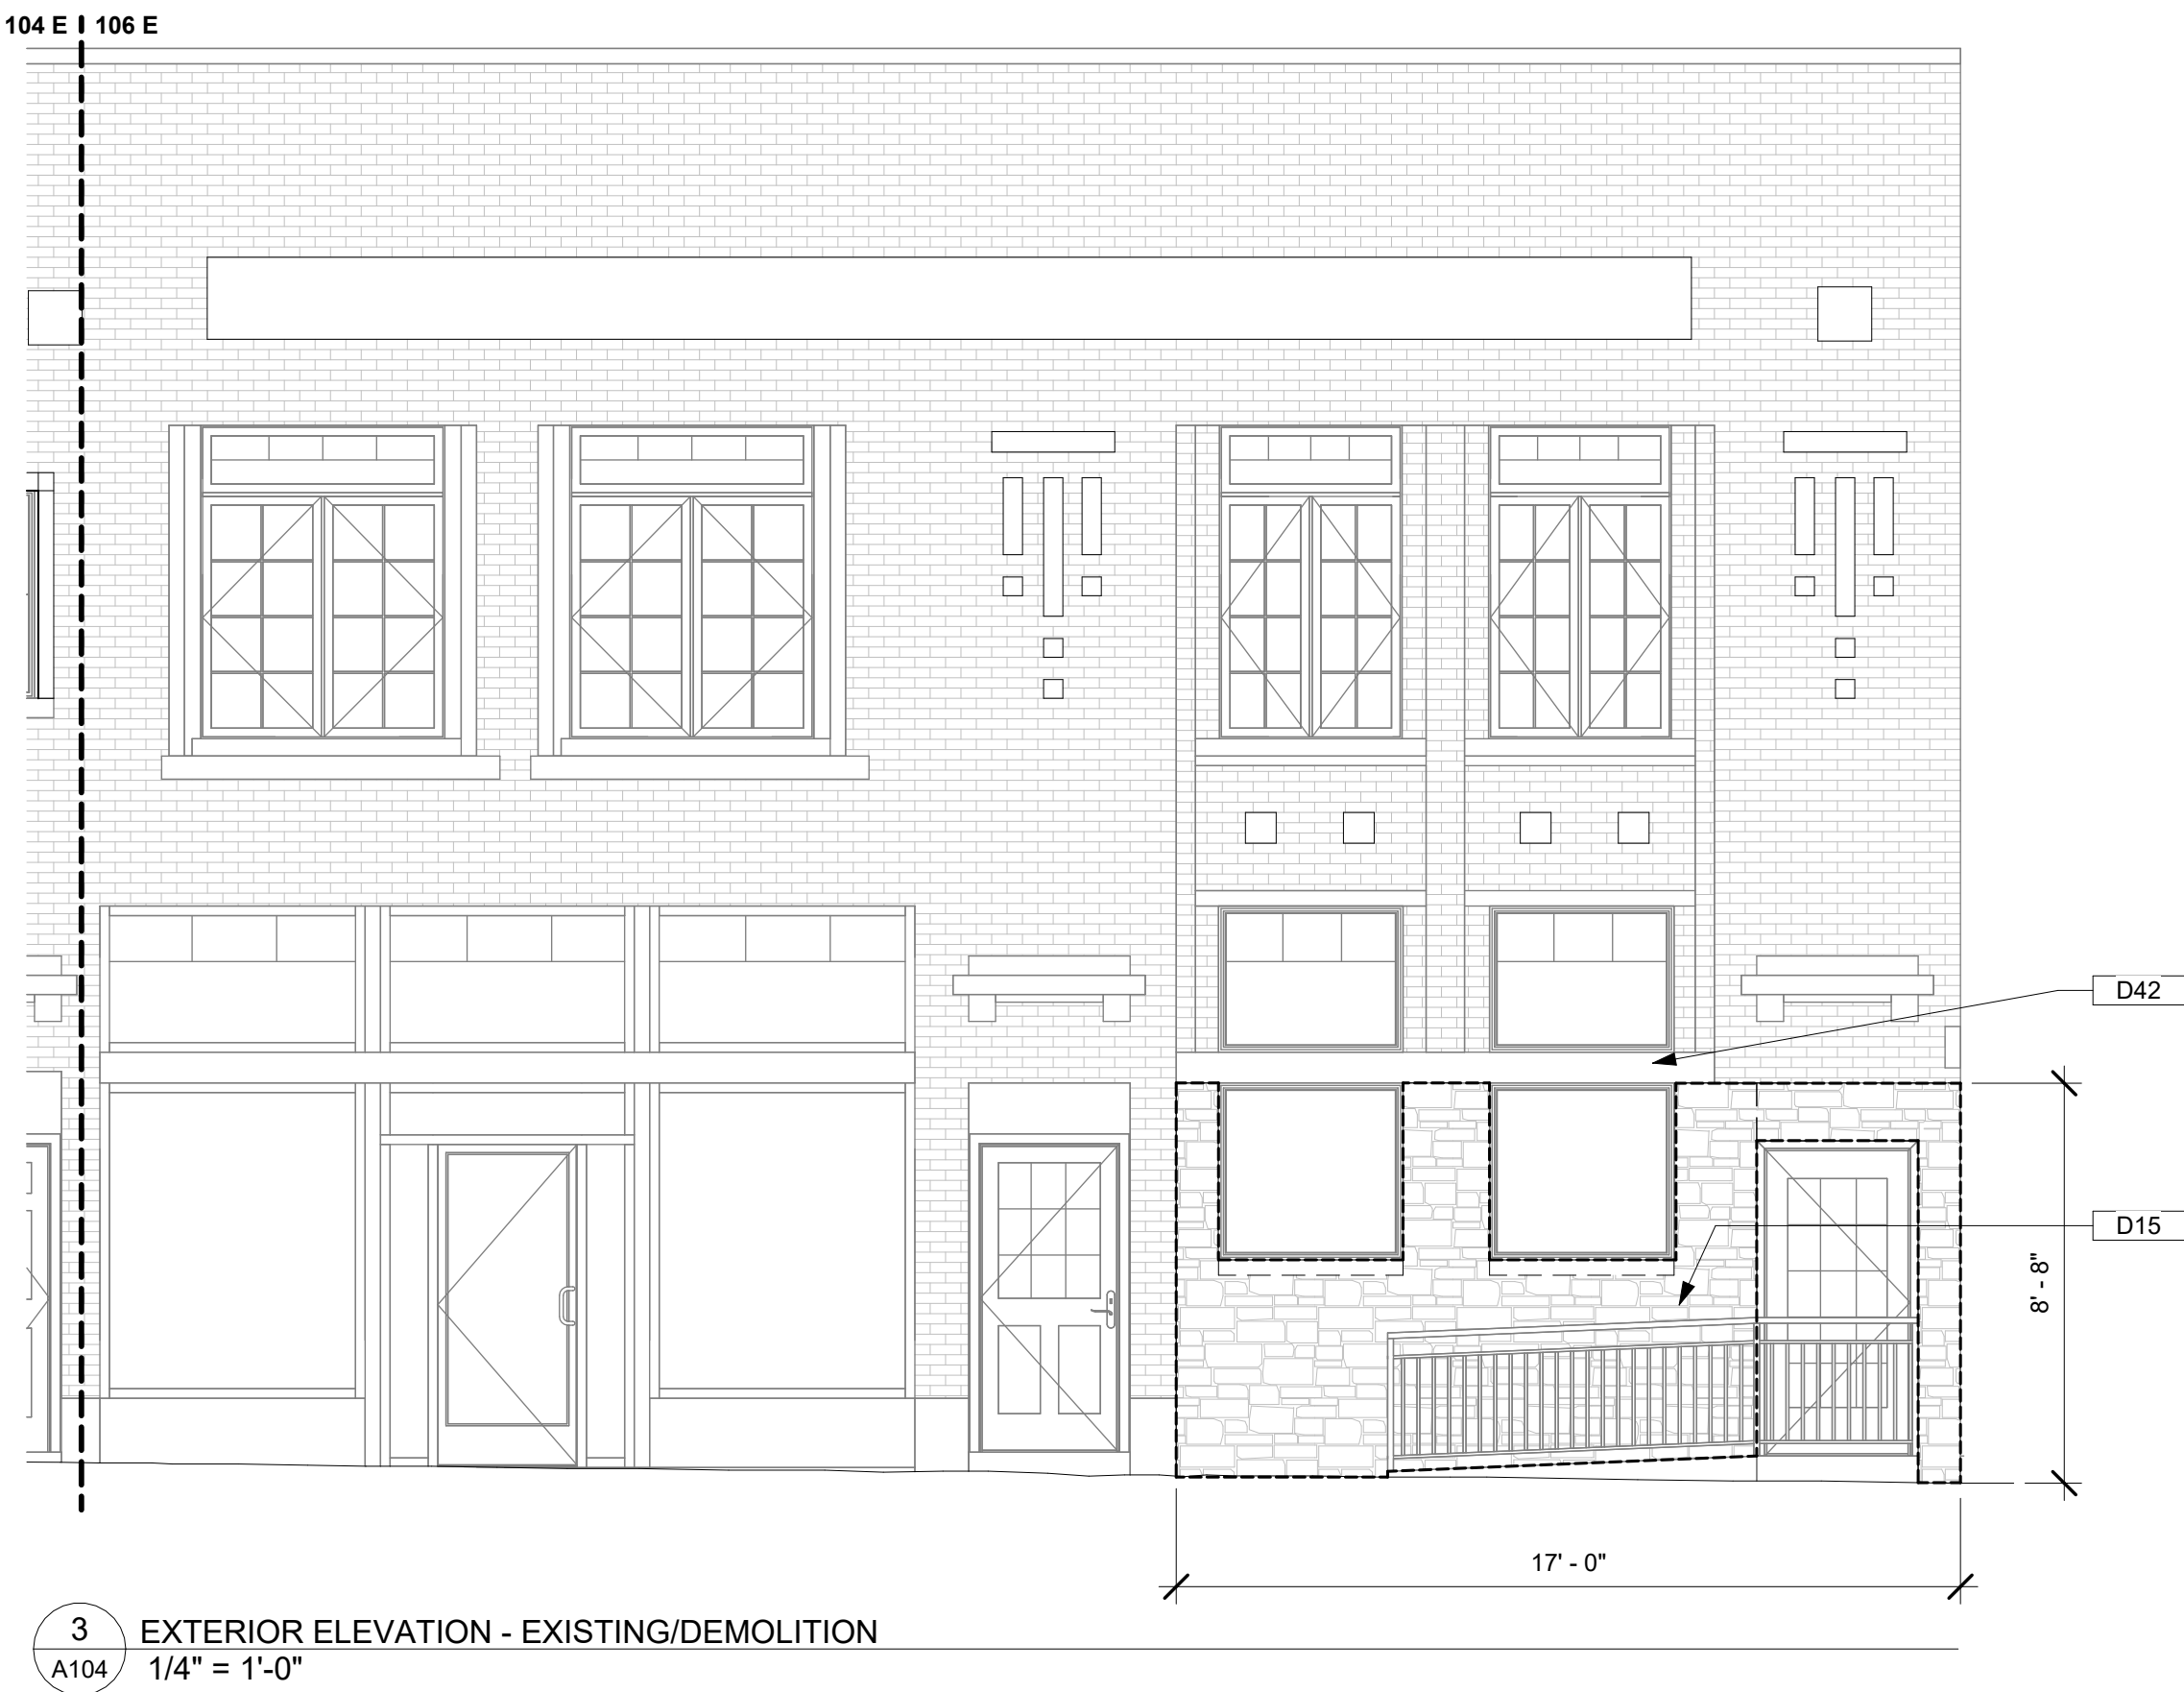 104 E 106 E
D42
D15
8' - 8"
17' - 0"
3
A104
EXTERIOR ELEVATION - EXISTING/DEMOLITION
1/4" = 1'-0"